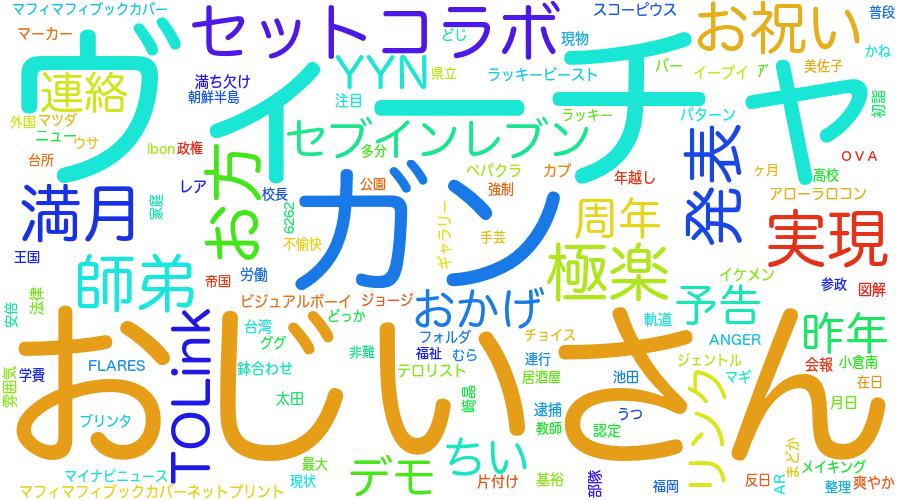 マフィマフィブックカバー
セットコラボ
スコーピウス
お祝い
普段
マーカー
どじ
現物
かね
ヴィーチャ
YYN
県立
ラッキービースト
バー
イーブイ
ｱﾞ
美佐子
連絡
満ち欠け
朝鮮半島
注目
ラッキー
パターン
初詣
外国
マツダ
ニュー
ウサ
セブインレブン
発表
ibon
政権
多分
台所
お方
ペパクラ
カプ
ヶ月
OVA
レア
校長
公園
強制
年越し
高校
満月
家庭
ガン
アローラロコン
6262
ギャラリー
周年
実現
不愉快
手芸
王国
師弟
帝国
労働
極楽
イケメン
参政
図解
安倍
法律
ビジュアルボーイ
ジョージ
おかげ
予告
どっか
台湾
ググ
フォルダ
チョイス
軌道
昨年
TOLink
おじいさん
ANGER
雰囲気
学費
FLARES
鉢合わせ
非難
福祉
むら
連行
ジェントル
会報
小倉南
テロリスト
居酒屋
池田
マギ
在日
リンク
太田
崎晶
逮捕
うつ
月日
プリンタ
教師
認定
ちい
まどか
デモ
最大
メイキング
マイナビニュース
現状
片付け
基裕
部隊
福岡
反日
AR
整理
爽やか
マフィマフィブックカバーネットプリント